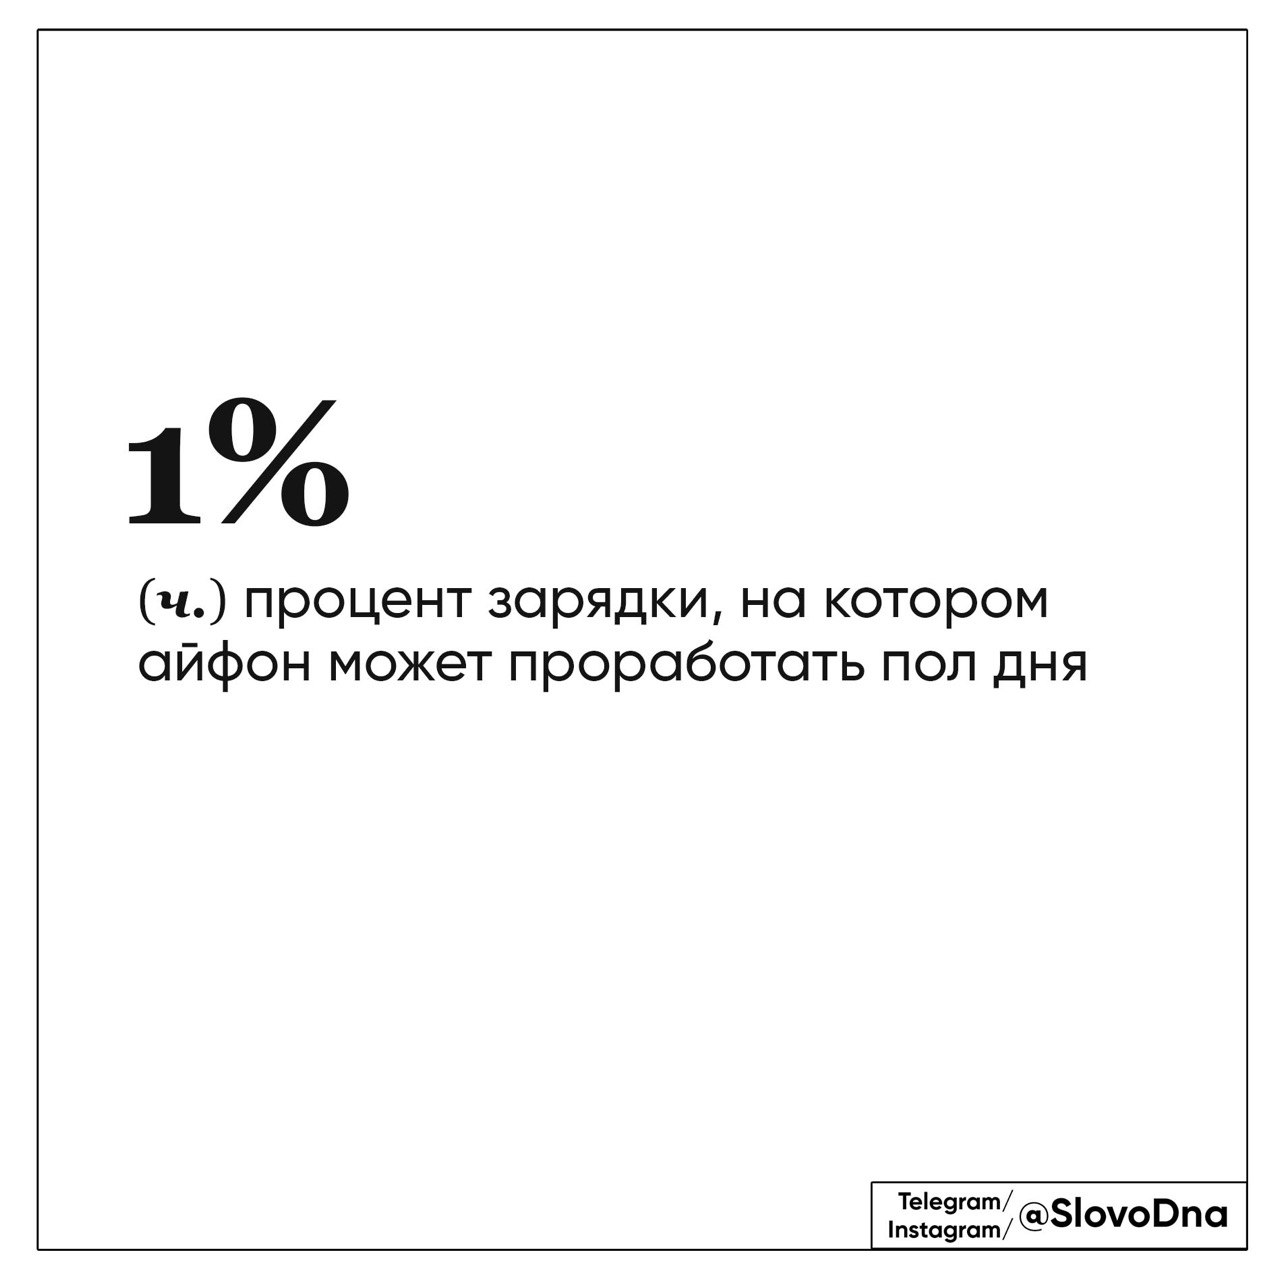 1%
(ч.) процент зарядки, на котором
айфон может проработать пол дня
Telegram/
Instagram/
@SlovoDna